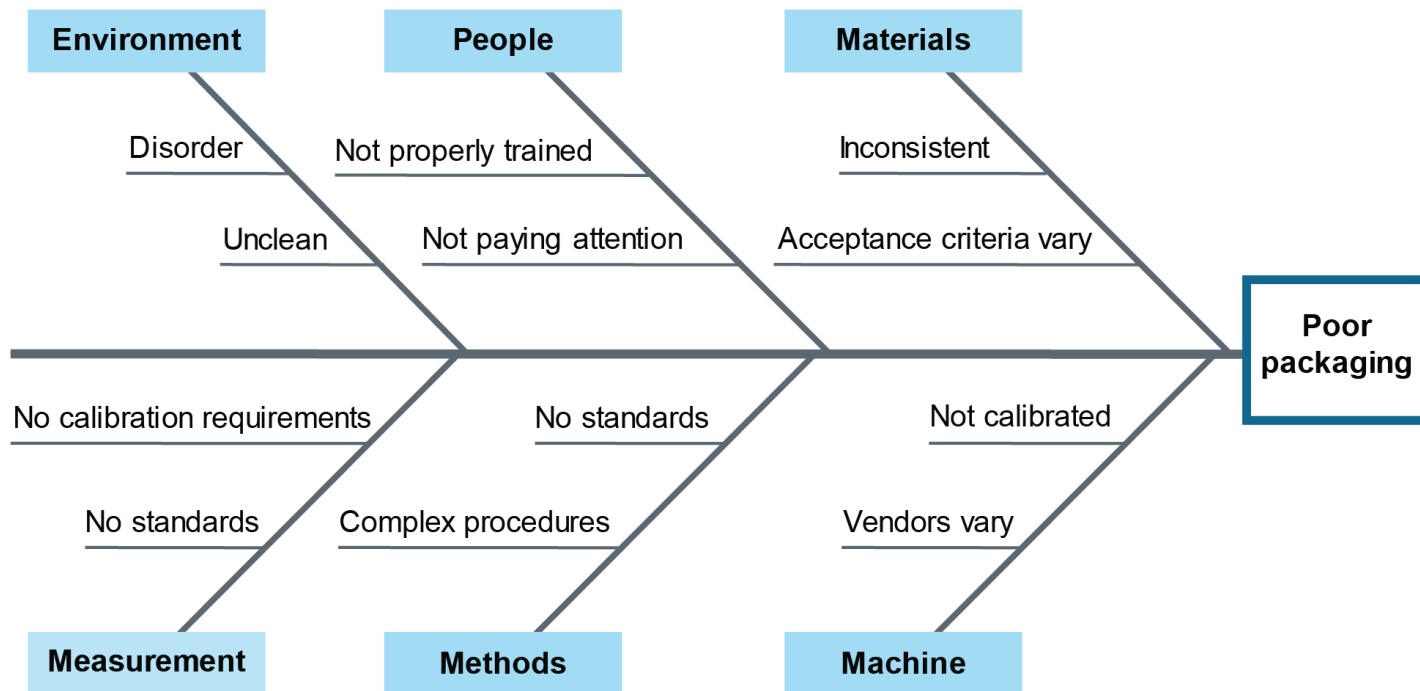 Environment
People
Materials
Disorder
Not properly trained
Inconsistent
Unclean
Not paying attention
Acceptance criteria vary
Poor
packaging
No calibration requirements
No standards
Not calibrated
No standards
Complex procedures
Vendors vary
Measurement
Methods
Machine